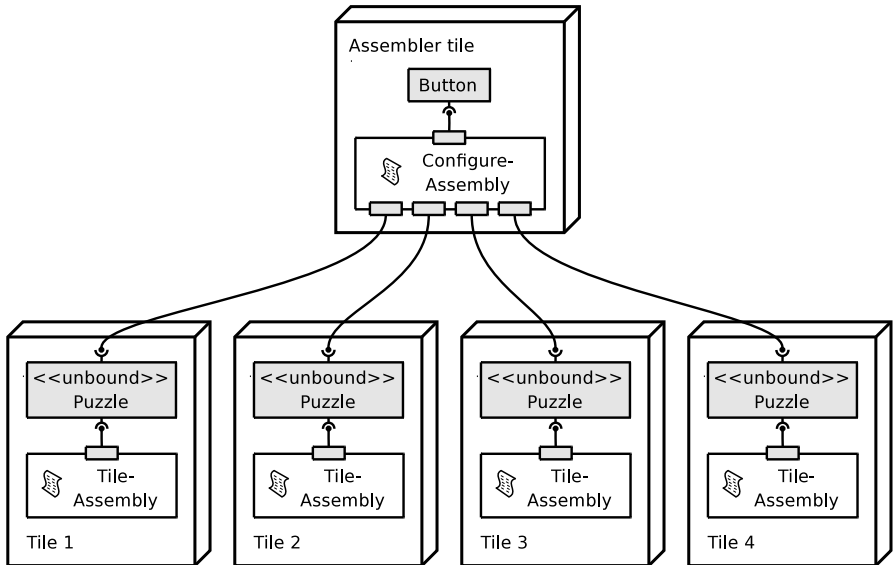 Assembler tile
Button
Configure-
Assembly
<<unbound>>
Puzzle
Tile-
Assembly
Tile 1
<<unbound>>
Puzzle
Tile-
Assembly
Tile 2
<<unbound>>
Puzzle
Tile-
Assembly
Tile 3
<<unbound>>
Puzzle
Tile-
Assembly
Tile 4